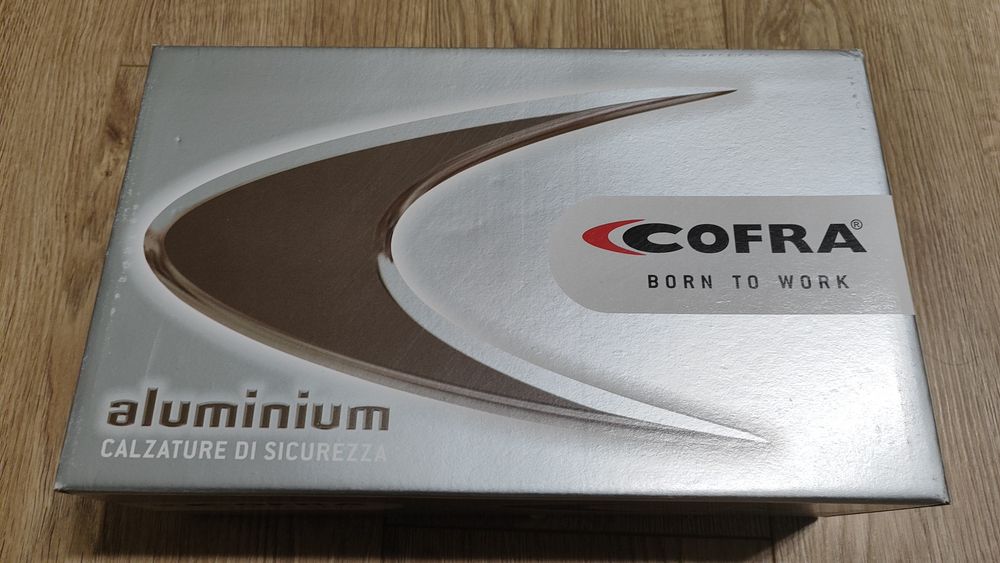 COFRA®
BORN TO WORK
aluminium
CALZATURE DI SICUREZZA